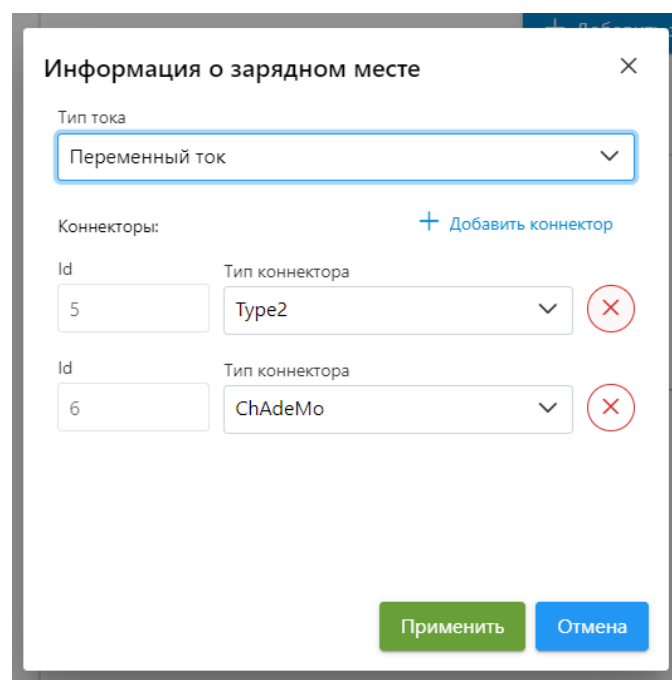 Информация о зарядном месте
Тип тока
Переменный ток
Коннекторы:
+ Добавить коннектор
Id
Тип коннектора
5
Type2
Id
Тип коннектора
6
ChAdeMo
Применить
Отмена